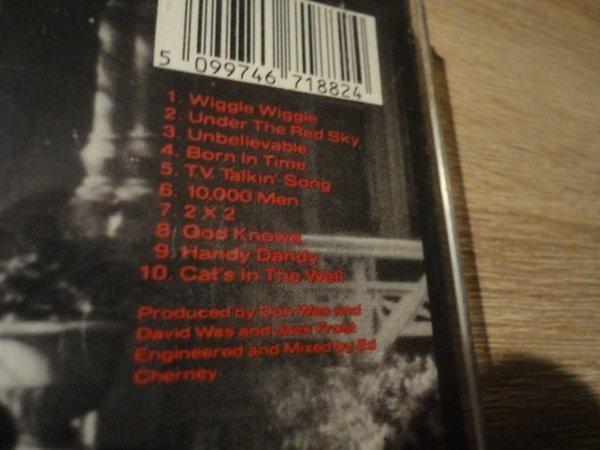 5 099746 718824
1. Wiggle Wiggle
2. Under The Red Sky,
3. Unbelievable
4. Born In Time
5. T.V. Talkin' Song
6. 10,000 Men
7. 2 X 2
8. God Knows
9. Handy Dandy
10. Cat's In The Well
Produced by Don Was and
David Was and Jack Frost
Engineered and Mixed by Ed
Cherney